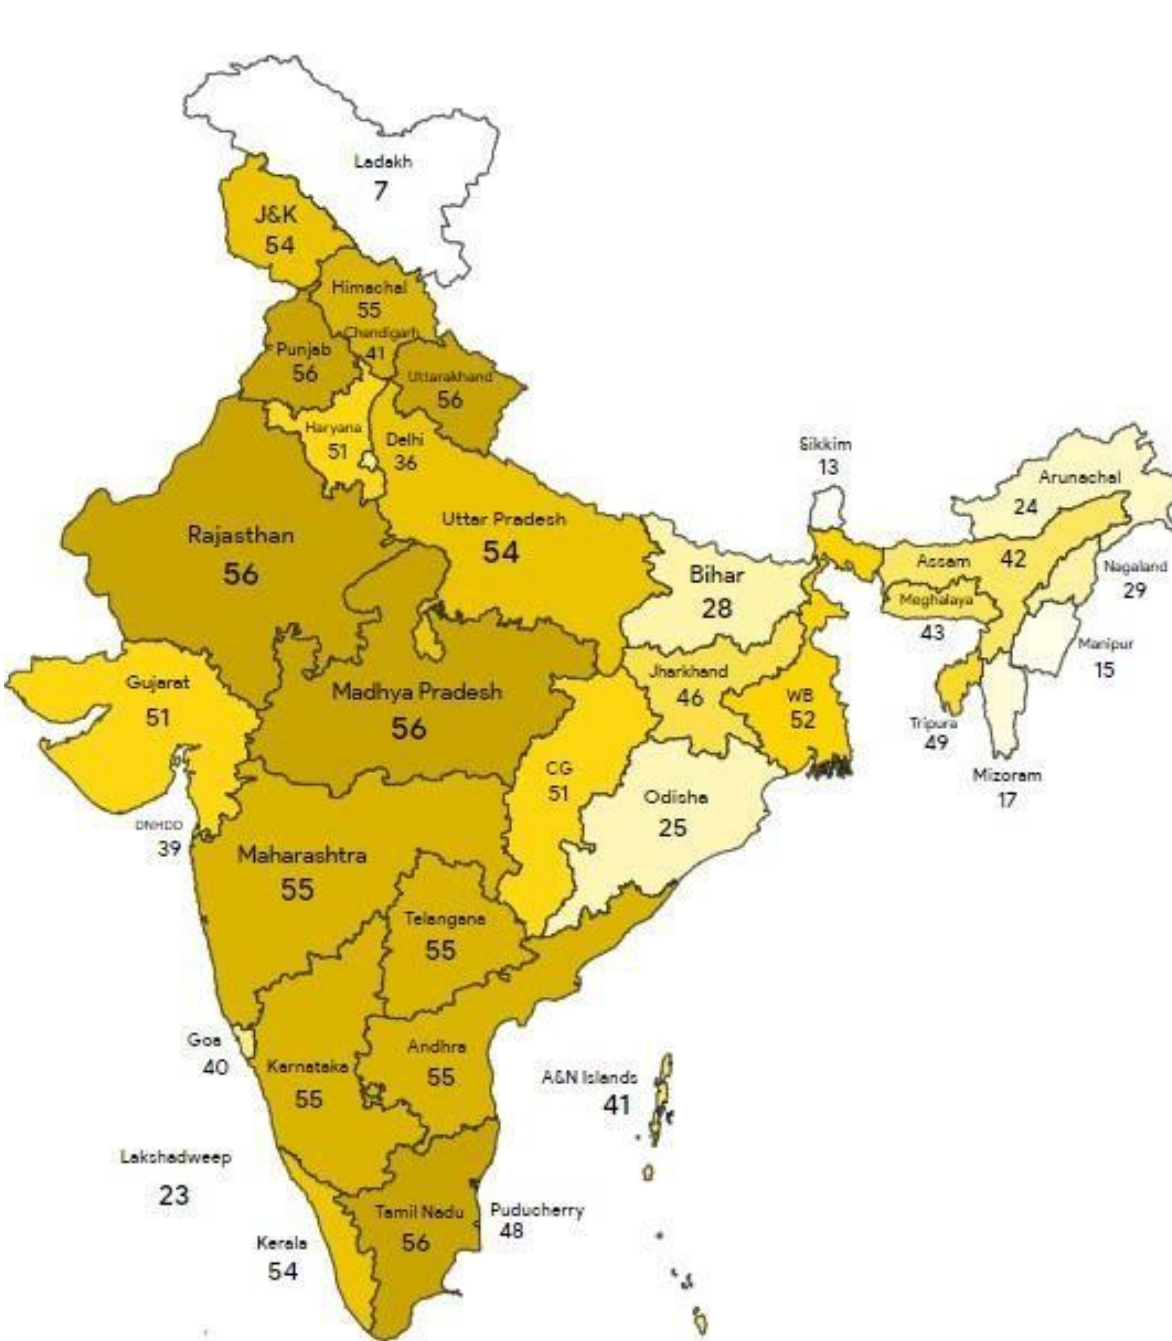 Ladakh
7
J&K
54
Himachal
55
Chandigarh
41
Punjab
56
Uttarakhand
56
Haryana
51
Delhi
36
Sikkim
13
Arunachal
24
Rajasthan
56
Uttar Pradesh
54
Bihar
28
Assam 42
Nagaland
29
Meghalaya
43
Manipur
15
Gujarat
51
Madhya Pradesh
56
Jharkhand
46
WB
52
Tripura
49
Mizoram
17
CG
51
Odisha
25
DNHDD
39
Maharashtra
55
Telangana
55
Goa
40
Karnataka
55
Andhra
55
A&N Islands
41
Lakshadweep
23
Kerala
54
Tamil Nadu
56
Puducherry
48